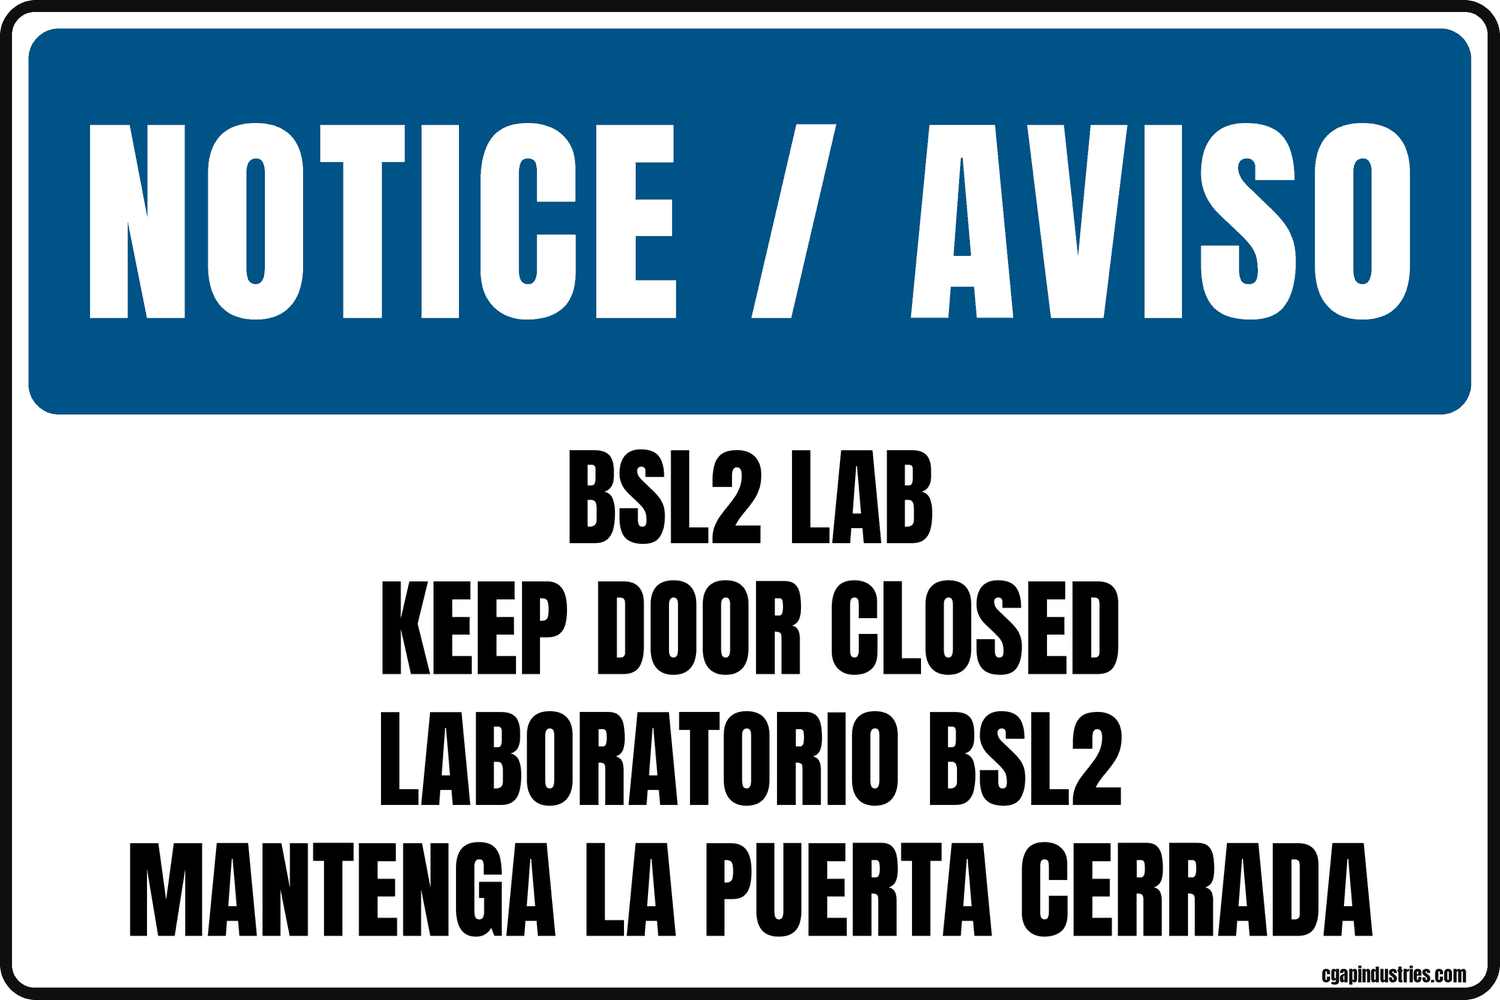 NOTICE / AVISO
BSL2 LAB
KEEP DOOR CLOSED
LABORATORIO BSL2
MANTENGA LA PUERTA CERRADA
cgapindustries.com